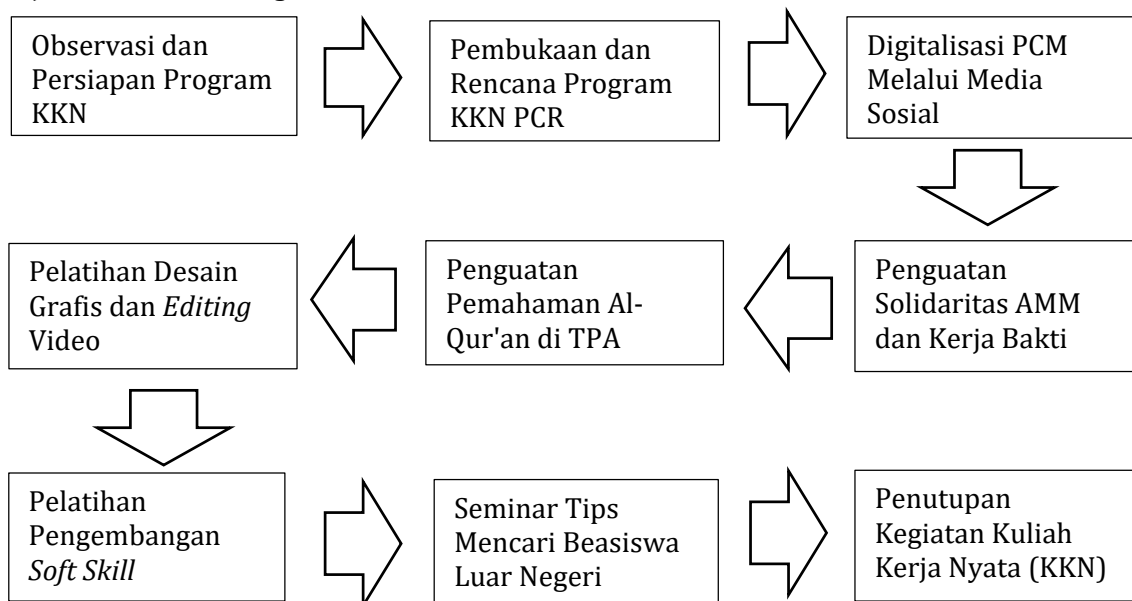 Observasi dan
Persiapan Program
KKN
Pembukaan dan
Rencana Program
KKN PCR
Digitalisasi PCM
Melalui Media
Sosial
Penguatan
Solidaritas AMM
dan Kerja Bakti
Penguatan
Pemahaman Al-
Qur'an di TPA
Pelatihan Desain
Grafis dan Editing
Video
Pelatihan
Pengembangan
Soft Skill
Seminar Tips
Mencari Beasiswa
Luar Negeri
Penutupan
Kegiatan Kuliah
Kerja Nyata (KKN)